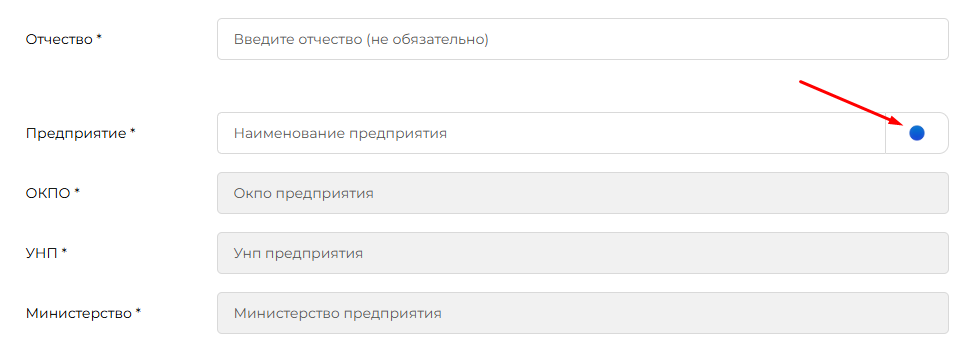 Отчество *
Введите отчество (не обязательно)
Предприятие *
Наименование предприятия
ОКПО *
Окпо предприятия
УНП *
Унп предприятия
Министерство *
Министерство предприятия